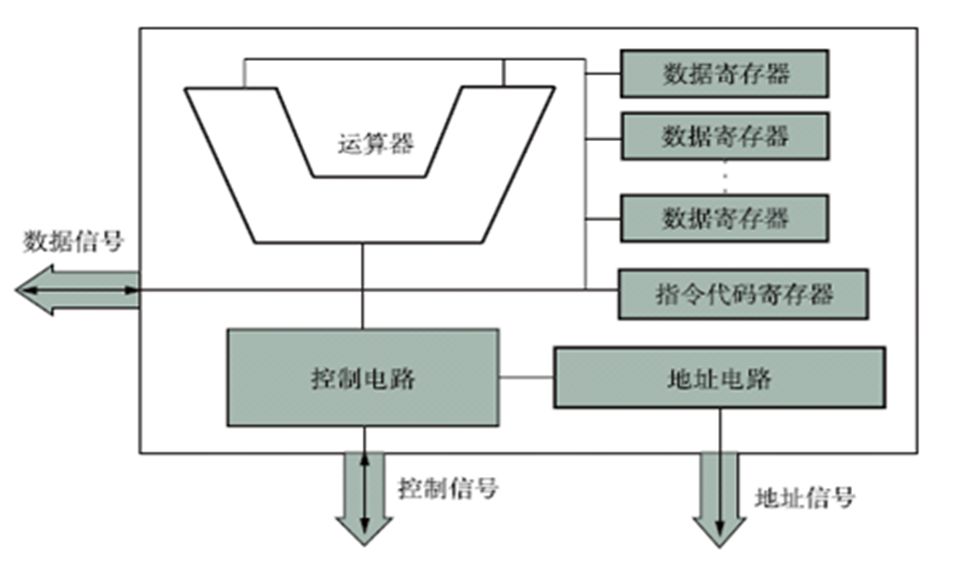 数据寄存器
运算器
数据寄存器
数据寄存器
数据信号
指令代码寄存器
控制电路
地址电路
控制信号
地址信号